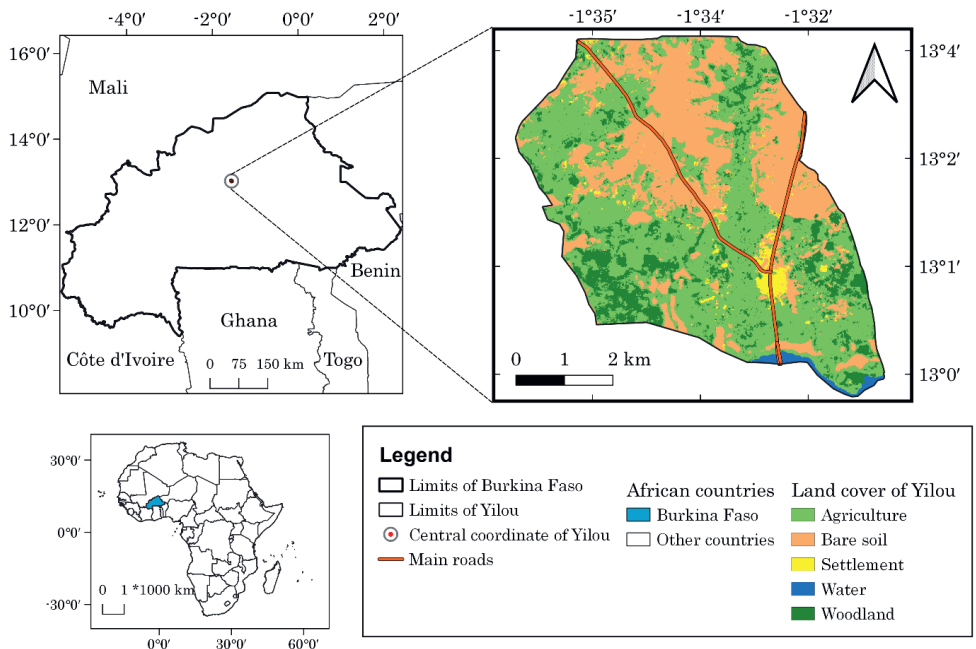 -4°0′ -2°0′ 0°0′ 2°0′
16°0′
14°0′
12°0′
10°0′
Mali
Benin
Ghana
Togo
Côte d'Ivoire
0 75 150 km
-1°35′ -1°34′ -1°32′
13°4′
13°2′
13°1′
13°0′
0 1 2 km
30°0′
0°0′
-30°0′
0 1 *1000 km
0°0′ 30°0′ 60°0′
Legend
Limits of Burkina Faso
Limits of Yilou
Central coordinate of Yilou
Main roads
African countries
Burkina Faso
Other countries
Land cover of Yilou
Agriculture
Bare soil
Settlement
Water
Woodland